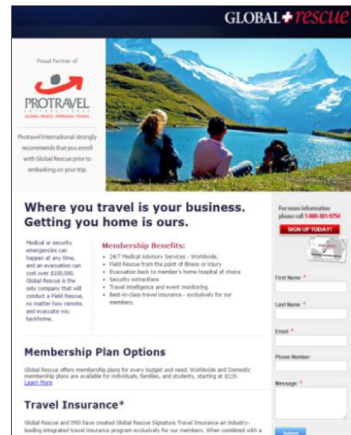 GLOBAL rescue
Proud Partner of
PROTRAVEL
INTERNATIONAL
Protravel International strongly
recommends that you enroll
with Global Rescue prior to
embarking on your trip.
Where you travel is your business.
Getting you home is ours.
Medical or security
emergencies can
happen at any time,
and an evacuation can
cost over $100,000.
Global Rescue is the
only company that will
conduct a Field Rescue,
no matter how remote,
and evacuate you
backhome.
Membership Benefits:
24/7 Medical Advisory Services - Worldwide.
Field Rescue from the point of illness or injury
Evacuation back to member's home hospital of choice
Security extractions
Travel intelligence and event monitoring
Best-in-class travel insurance - exclusively for our
members.
Membership Plan Options
Global Rescue offers membership plans for every budget and need. Worldwide and Domestic
membership plans are available for individuals, families, and students, starting at $119.
Learn More
Travel Insurance*
Global Rescue and IMG have created Global Rescue Signature Travel Insurance-an industry-
leading integrated travel insurance program exclusively for our members. When combined with a
For more information
please call 1-800-381-9754
SIGN UP TODAY!
First Name *
Last Name *
Email *
Phone Number
Message *
Submit